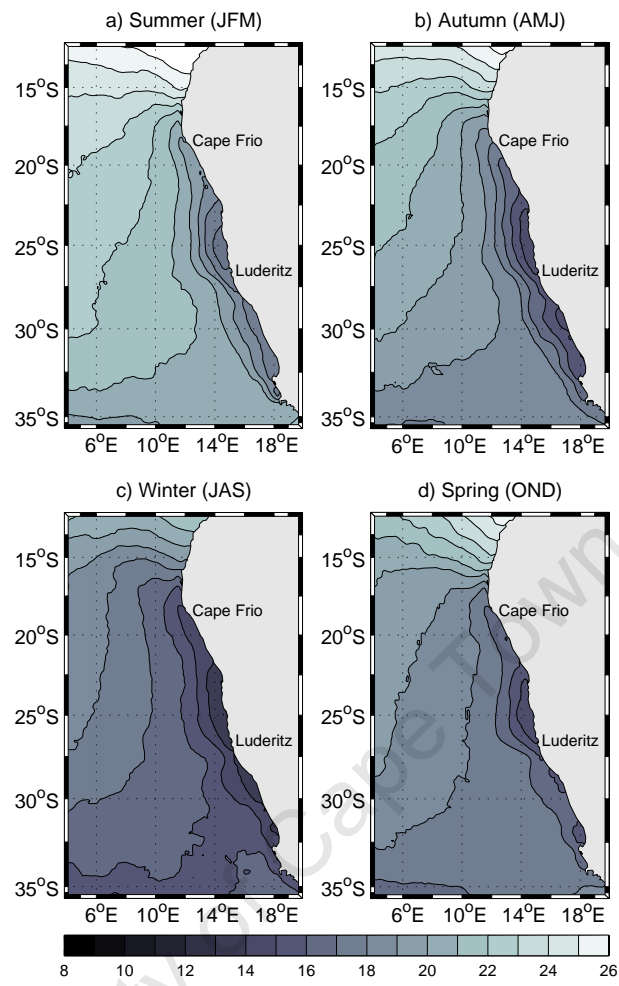 a) Summer (JFM)
b) Autumn (AMJ)
15°S
20°S
25°S
30°S
35°S
Cape Frio
Luderitz
6°E 10°E 14°E 18°E
15°S
20°S
25°S
30°S
35°S
Cape Frio
Luderitz
6°E 10°E 14°E 18°E
c) Winter (JAS)
d) Spring (OND)
15°S
20°S
25°S
30°S
35°S
Cape Frio
Luderitz
6°E 10°E 14°E 18°E
15°S
20°S
25°S
30°S
35°S
Cape Frio
Luderitz
6°E 10°E 14°E 18°E
8 10 12 14 16 18 20 22 24 26
of Cape Town